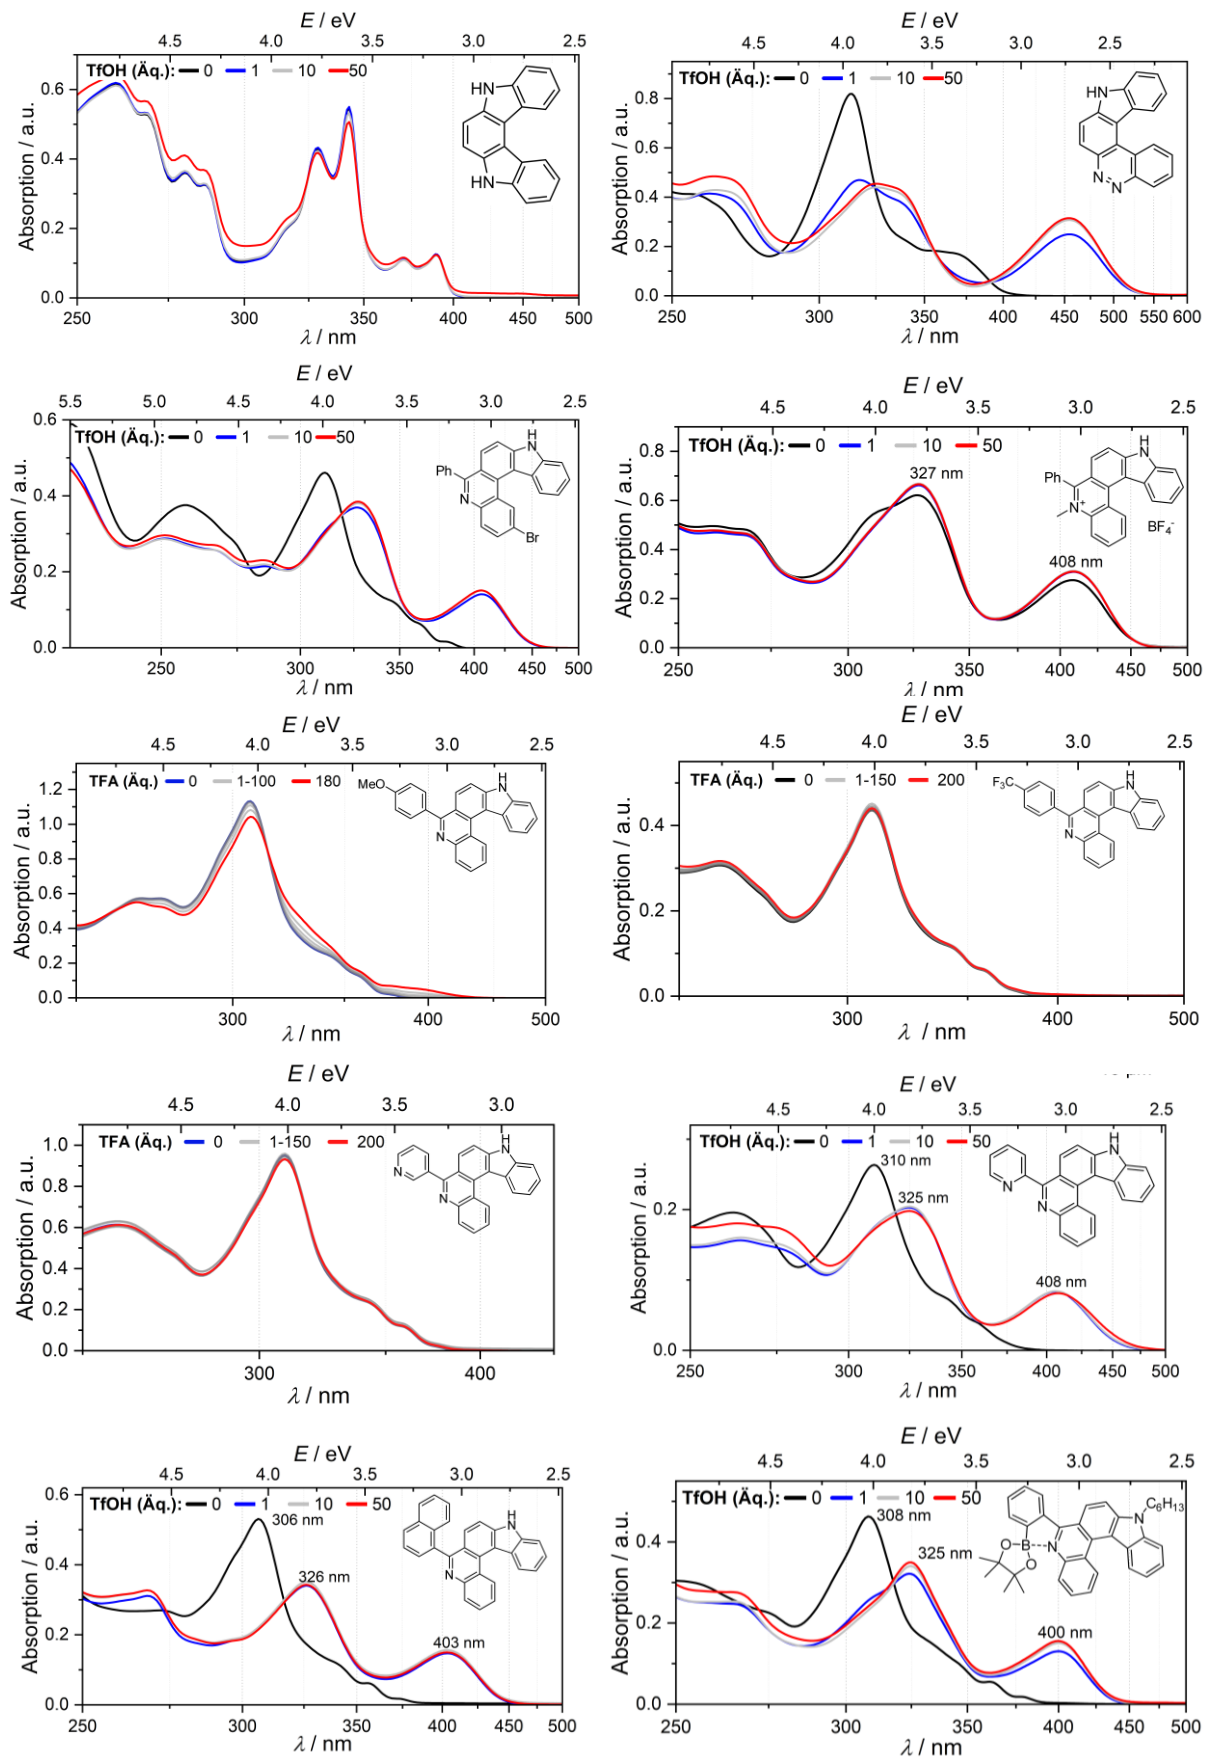 E / eV
4.5 4.0 3.5 3.0 2.5
TfOH (Äq.): 0 1 10 50
HN
HN
Absorption / a.u.
0.6
0.4
0.2
0.0
250 300 350 400 450 500
λ / nm
E / eV
4.5 4.0 3.5 3.0 2.5
TfOH (Äq.): 0 1 10 50
HN
N=N
Absorption / a.u.
0.8
0.6
0.4
0.2
0.0
250 300 350 400 450 500 550 600
λ / nm
E / eV
5.5 5.0 4.5 4.0 3.5 3.0 2.5
TfOH (Äq.): 0 1 10 50
H
N
Ph
N
Br
Absorption / a.u.
0.6
0.4
0.2
0.0
250 300 350 400 450 500
λ / nm
E / eV
4.5 4.0 3.5 3.0 2.5
TfOH (Äq.): 0 1 10 50
327 nm
408 nm
H
N
Ph
N+
BF4-
Absorption / a.u.
0.8
0.6
0.4
0.2
0.0
250 300 350 400 450 500
λ / nm
E / eV
4.5 4.0 3.5 3.0 2.5
TFA (Äq.) 0 1-100 180
MeO
H
N
N
Absorption / a.u.
1.2
1.0
0.8
0.6
0.4
0.2
0.0
300 400 500
λ / nm
E / eV
4.5 4.0 3.5 3.0 2.5
TFA (Äq.) 0 1-150 200
F3C
H
N
N
Absorption / a.u.
0.4
0.2
0.0
300 400 500
λ / nm
E / eV
4.5 4.0 3.5 3.0
TFA (Äq.) 0 1-150 200
H
N
N
N
Absorption / a.u.
1.0
0.8
0.6
0.4
0.2
0.0
300 400
λ / nm
E / eV
4.5 4.0 3.5 3.0 2.5
TfOH (Äq.): 0 1 10 50
310 nm
325 nm
408 nm
H
N
N
N
Absorption / a.u.
0.2
0.0
250 300 350 400 450 500
λ / nm
E / eV
4.5 4.0 3.5 3.0 2.5
TfOH (Äq.): 0 1 10 50
306 nm
326 nm
403 nm
H
N
N
Absorption / a.u.
0.6
0.4
0.2
0.0
250 300 350 400 450 500
λ / nm
E / eV
4.5 4.0 3.5 3.0 2.5
TfOH (Äq.): 0 1 10 50
308 nm
325 nm
400 nm
C6H13
N
O B N
O
Absorption / a.u.
0.4
0.2
0.0
250 300 350 400 450 500
λ / nm